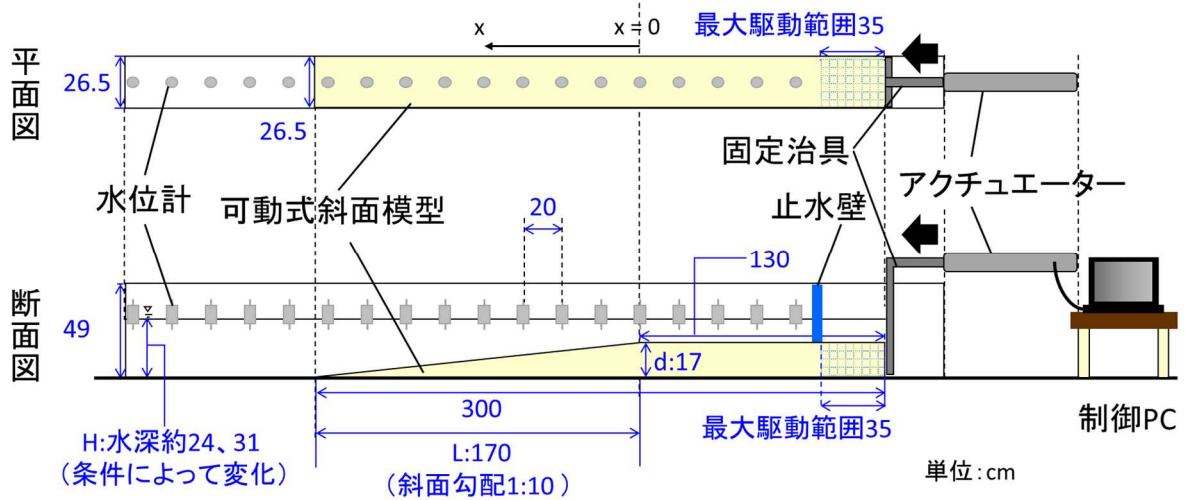 x
x = 0
最大駆動範囲35
平面図
26.5
26.5
固定治具
アクチュエーター
水位計
可動式斜面模型
20
止水壁
130
断面図
49
d:17
300
最大駆動範囲35
制御PC
H:水深約24、31
（条件によって変化）
L:170
（斜面勾配1:10 ）
単位：cm